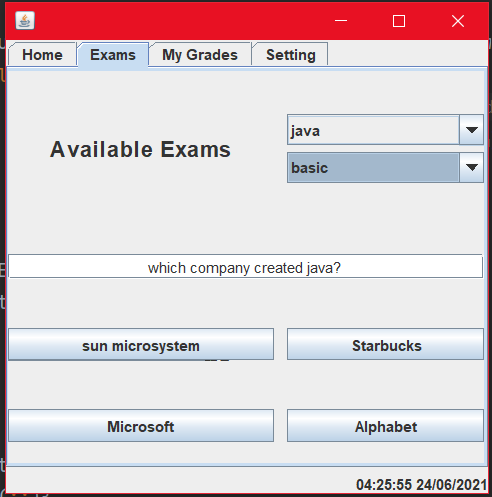 Home Exams My Grades Setting
java
Available Exams
basic
which company created java?
sun microsystem Starbucks
Microsoft Alphabet
04:25:55 24/06/2021